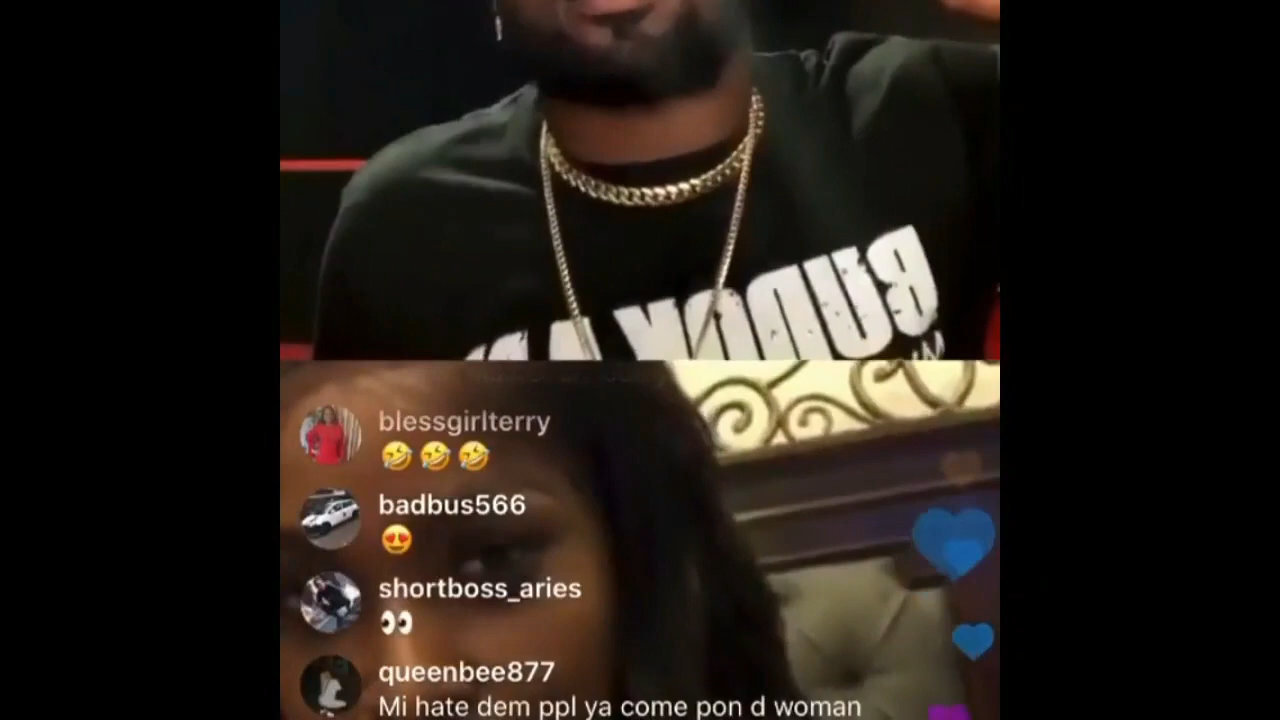 blessgirlterry
🤣🤣🤣
badbus566
😍
shortboss_aries
👀
queenbee877
Mi hate dem ppl ya come pon d woman